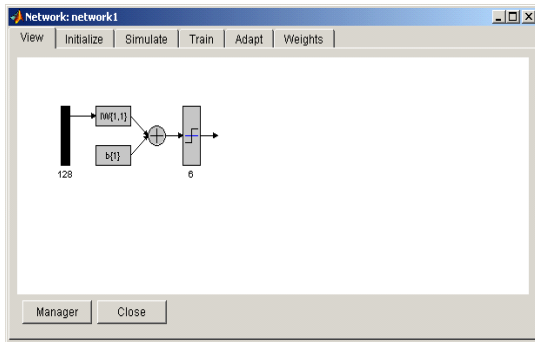 Network: network1
View Initialize Simulate Train Adapt Weights
IW{1,1}
b{1}
128 6
Manager Close